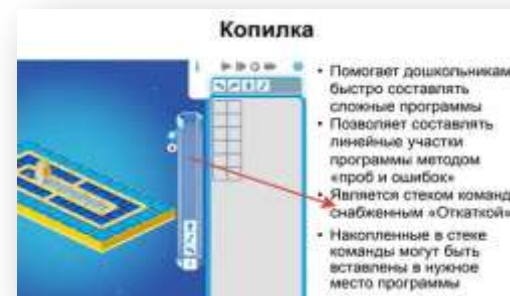 Копилка
• Помогает дошкольникам
быстро составлять
сложные программы
• Позволяет составлять
линейные участки
программы методом
«проб и ошибок»
• Является стеком команд
снабженным «Откаткой»
• Накопленные в стеке
команды могут быть
вставлены в нужное
место программы